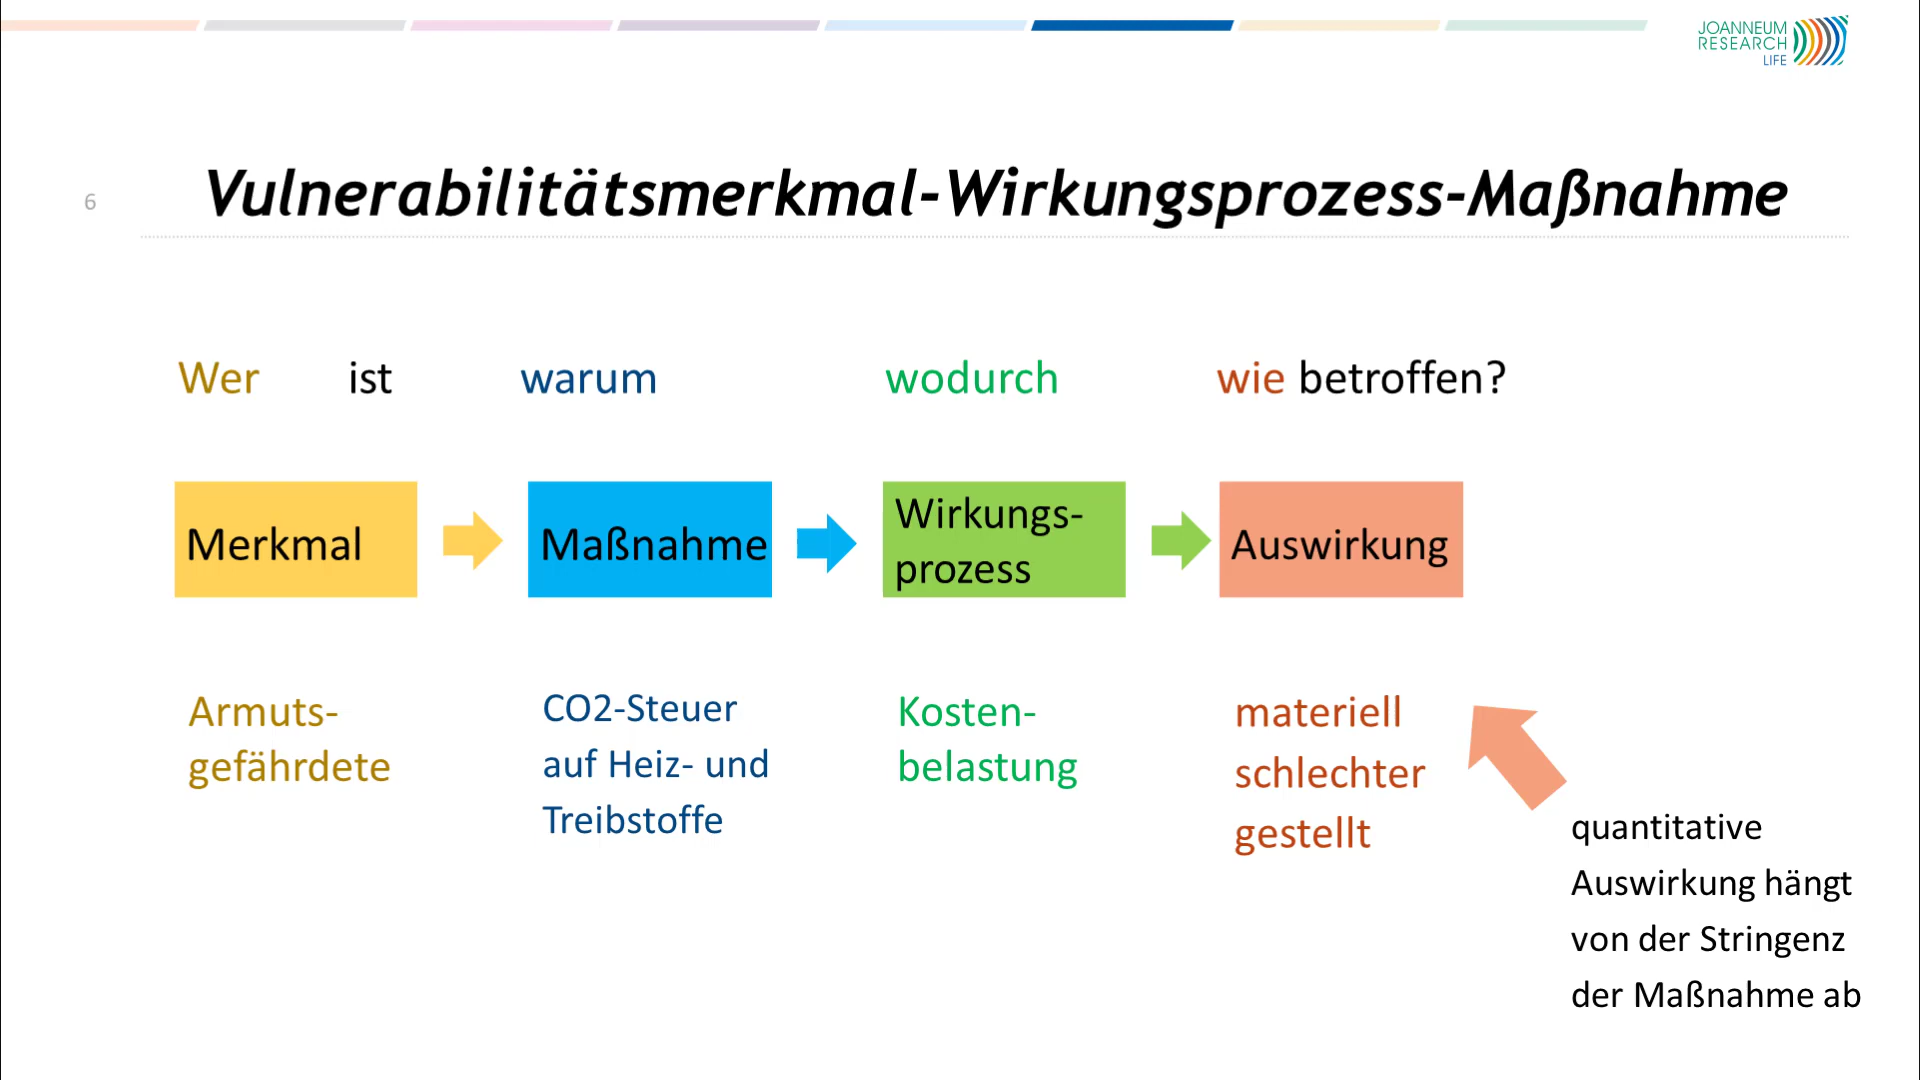 JOANNEUM
RESEARCH
LIFE
6
Vulnerabilitätsmerkmal-Wirkungsprozess-Maßnahme
Wer ist warum wodurch wie betroffen?
Merkmal
Maßnahme
Wirkungs-
prozess
Auswirkung
Armuts-
gefährdete
CO2-Steuer
auf Heiz- und
Treibstoffe
Kosten-
belastung
materiell
schlechter
gestellt
quantitative
Auswirkung hängt
von der Stringenz
der Maßnahme ab